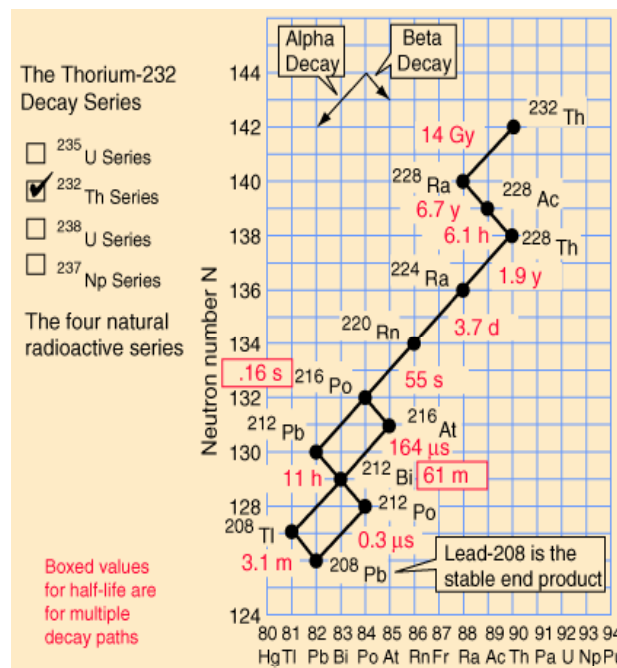 Alpha
Decay
Beta
Decay
The Thorium-232
Decay Series
235 U Series
232 Th Series
238 U Series
237 Np Series
The four natural
radioactive series
Boxed values
for half-life are
for multiple
decay paths
Neutron number N
144
142
140
138
136
134
132
130
128
126
124
232 Th
14 Gy
228 Ra
228 Ac
6.7 y
6.1 h
228 Th
224 Ra
1.9 y
220 Rn
3.7 d
.16 s
216 Po
55 s
212 Pb
216 At
164 µs
11 h
212 Bi
61 m
212 Po
208 Tl
0.3 µs
3.1 m
208 Pb
Lead-208 is the
stable end product
80 81 82 83 84 85 86 87 88 89 90 91 92 93 94
Hg Tl Pb Bi Po At Rn Fr Ra Ac Th Pa U Np